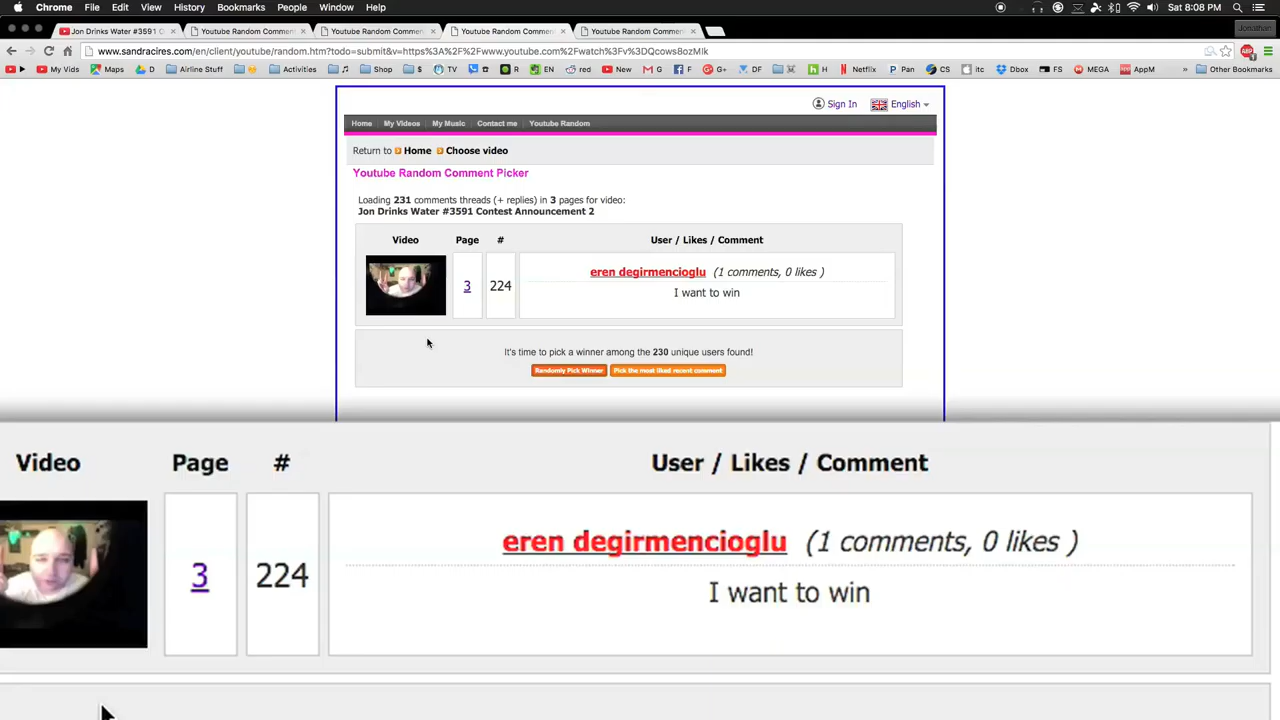 Chrome File Edit View History Bookmarks People Window Help Sat 8:08 PM
Jon Drinks Water #3591 C Youtube Random Comment Youtube Random Comment Youtube Random Comment Youtube Random Comment Jonathan
www.sandracires.com/en/client/youtube/random.htm?todo=submit&v=https%3A%2F%2Fwww.youtube.com%2Fwatch%3Fv%3DQcows8ozMlk
My Vids Maps D Airline Stuff Activities Shop $ TV R EN red New G F G+ DF H Netflix Pan CS itc Dbox FS MEGA AppM » Other Bookmarks
Sign In English
Home My Videos My Music Contact me Youtube Random
Return to Home Choose video
Youtube Random Comment Picker
Loading 231 comments threads (+ replies) in 3 pages for video:
Jon Drinks Water #3591 Contest Announcement 2
Video Page # User / Likes / Comment
3 224 eren degirmencioglu (1 comments, 0 likes )
I want to win
It's time to pick a winner among the 230 unique users found!
Randomly Pick Winner Pick the most liked recent comment
Video Page # User / Likes / Comment
3 224 eren degirmencioglu (1 comments, 0 likes )
I want to win